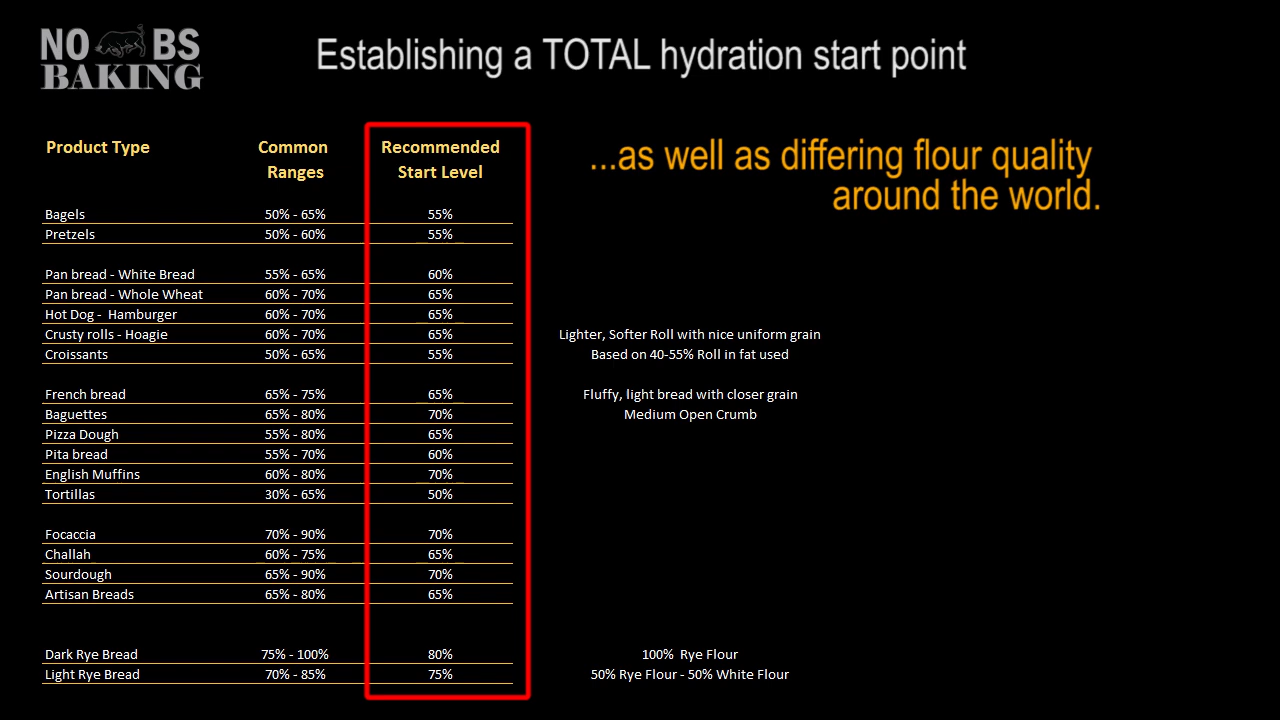 NO BS
BAKING
Establishing a TOTAL hydration start point
...as well as differing flour quality
around the world.
Product Type Common Ranges Recommended Start Level
Bagels 50% - 65% 55%
Pretzels 50% - 60% 55%
Pan bread - White Bread 55% - 65% 60%
Pan bread - Whole Wheat 60% - 70% 65%
Hot Dog - Hamburger 60% - 70% 65%
Crusty rolls - Hoagie 60% - 70% 65% Lighter, Softer Roll with nice uniform grain
Croissants 50% - 65% 55% Based on 40-55% Roll in fat used
French bread 65% - 75% 65% Fluffy, light bread with closer grain
Baguettes 65% - 80% 70% Medium Open Crumb
Pizza Dough 55% - 80% 65%
Pita bread 55% - 70% 60%
English Muffins 60% - 80% 70%
Tortillas 30% - 65% 50%
Focaccia 70% - 90% 70%
Challah 60% - 75% 65%
Sourdough 65% - 90% 70%
Artisan Breads 65% - 80% 65%
Dark Rye Bread 75% - 100% 80% 100% Rye Flour
Light Rye Bread 70% - 85% 75% 50% Rye Flour - 50% White Flour